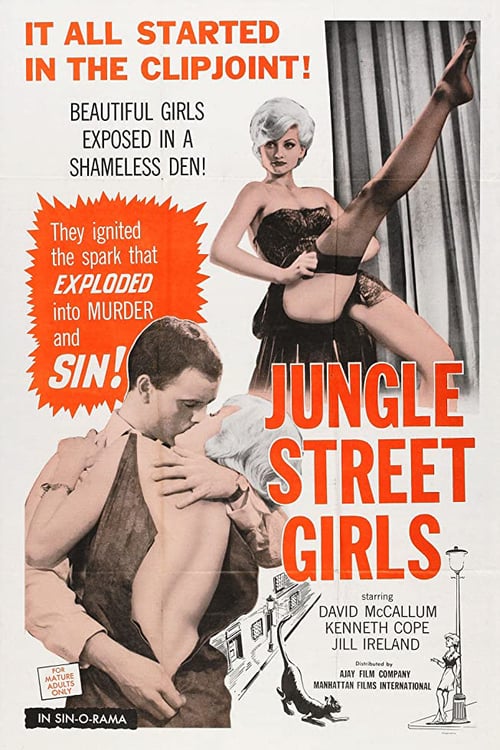 IT ALL STARTED
IN THE CLIPJOINT!
BEAUTIFUL GIRLS
EXPOSED IN A
SHAMELESS DEN!
They ignited
the spark that
EXPLODED
into MURDER
and
SIN!
JUNGLE
STREET
GIRLS
starring
DAVID McCALLUM
KENNETH COPE
JILL IRELAND
Distributed by
AJAY FILM COMPANY
MANHATTAN FILMS INTERNATIONAL
FOR
MATURE
ADULTS
ONLY
IN SIN-O-RAMA